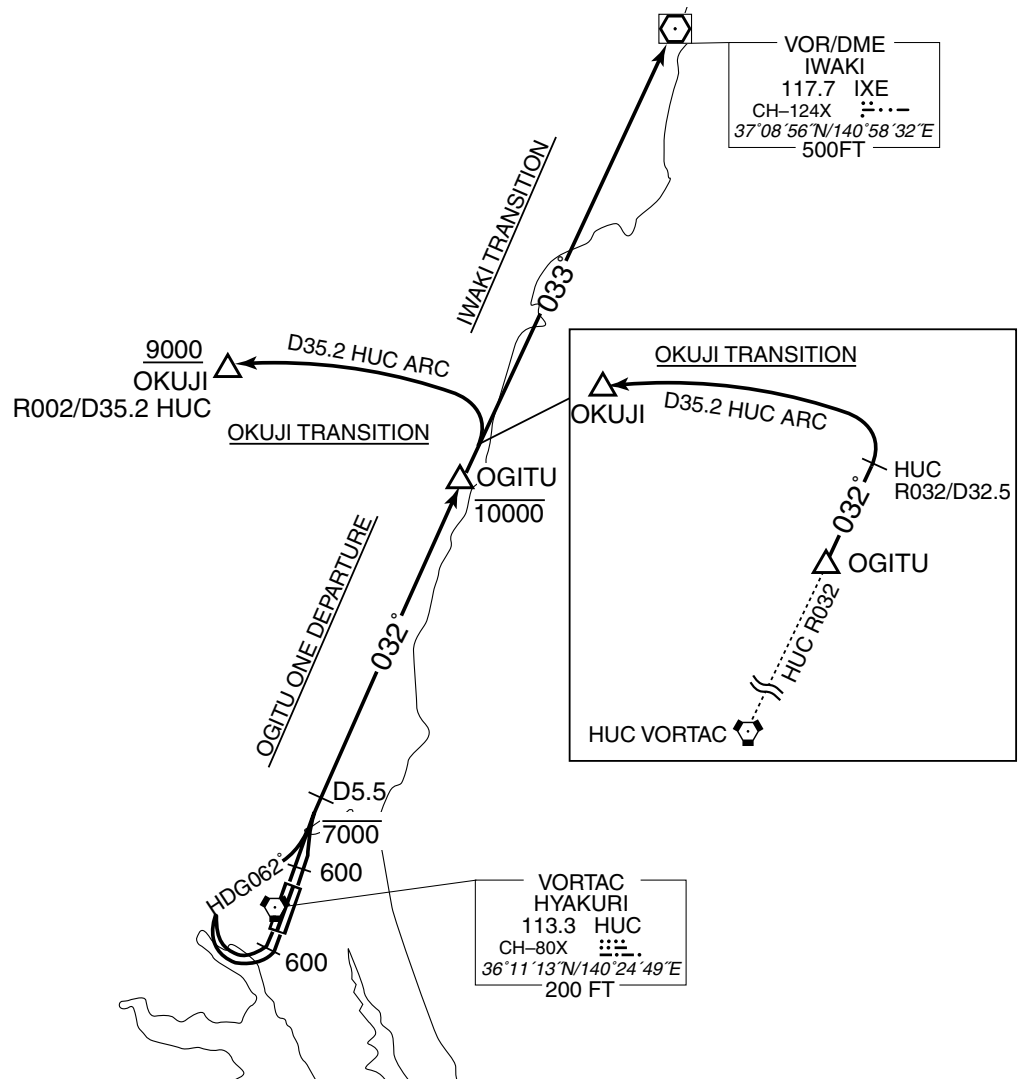 VOR/DME
IWAKI
117.7 IXE
CH–124X
37°08´56˝N/140°58´32˝E
500FT
IWAKI TRANSITION
033°
9000
OKUJI
R002/D35.2 HUC
D35.2 HUC ARC
OKUJI TRANSITION
OGITU
10000
OKUJI TRANSITION
OKUJI
D35.2 HUC ARC
HUC
R032/D32.5
032°
OGITU
HUC R032
HUC VORTAC
OGITU ONE DEPARTURE
032°
D5.5
7000
600
HDG062°
600
VORTAC
HYAKURI
113.3 HUC
CH–80X
36°11´13˝N/140°24´49˝E
200 FT